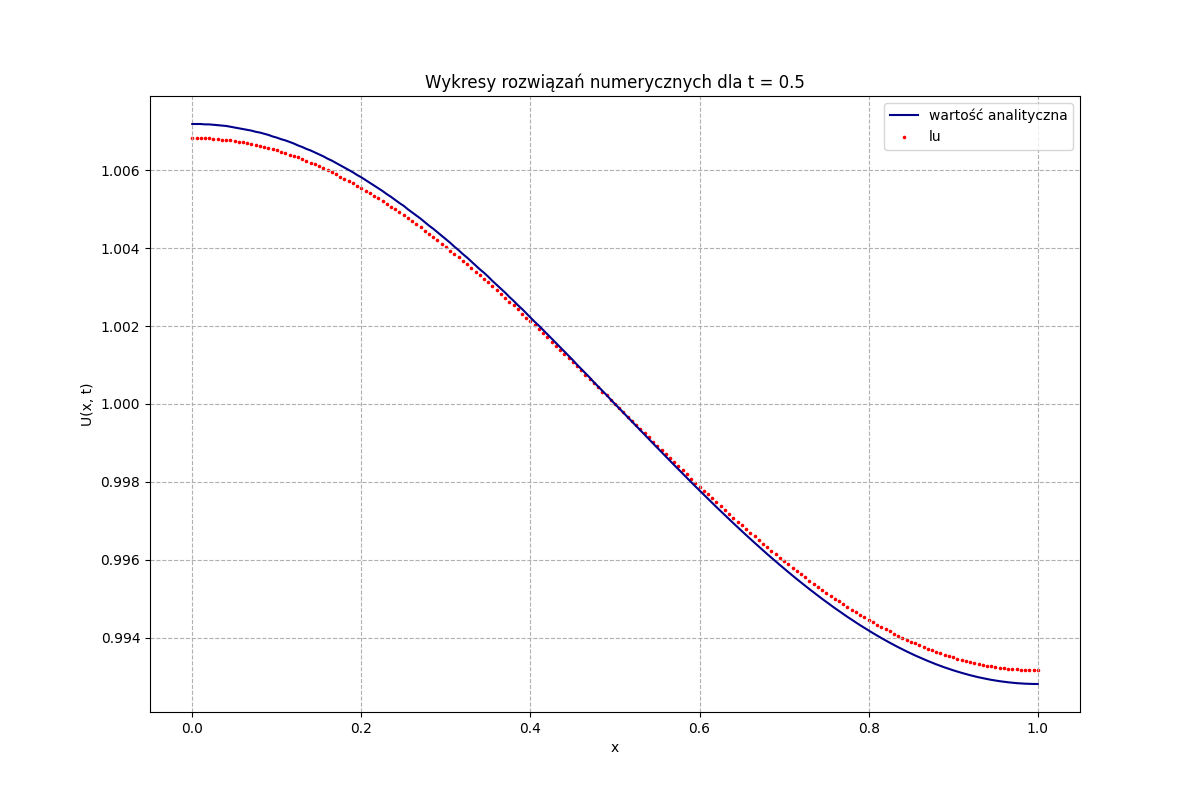 Wykresy rozwiązań numerycznych dla t = 0.5
wartość analityczna
lu
U(x, t)
1.006
1.004
1.002
1.000
0.998
0.996
0.994
0.0 0.2 0.4 0.6 0.8 1.0
x